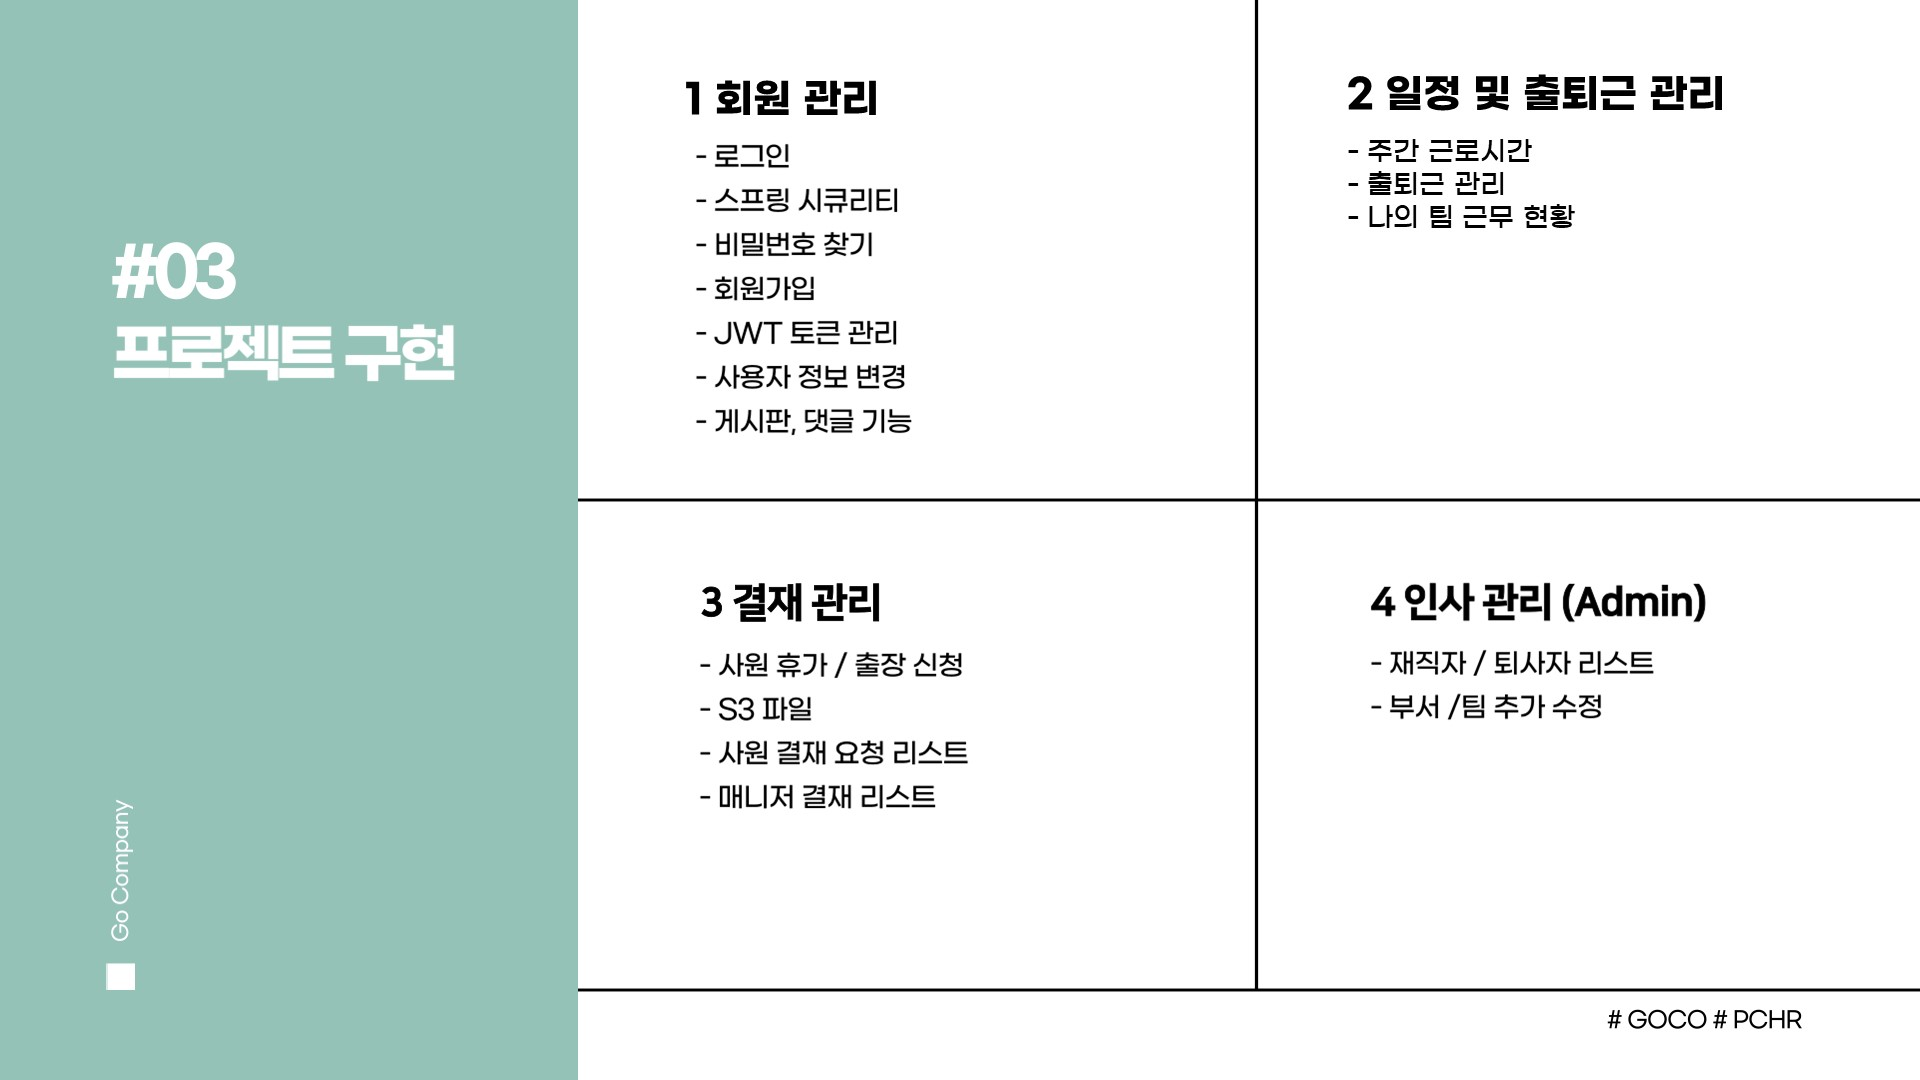 #03
프로젝트 구현
Go Company
1 회원 관리
- 로그인
- 스프링 시큐리티
- 비밀번호 찾기
- 회원가입
- JWT 토큰 관리
- 사용자 정보 변경
- 게시판, 댓글 기능
2 일정 및 출퇴근 관리
- 주간 근로시간
- 출퇴근 관리
- 나의 팀 근무 현황
3 결재 관리
- 사원 휴가 / 출장 신청
- S3 파일
- 사원 결재 요청 리스트
- 매니저 결재 리스트
4 인사 관리 (Admin)
- 재직자 / 퇴사자 리스트
- 부서 /팀 추가 수정
# GOCO # PCHR